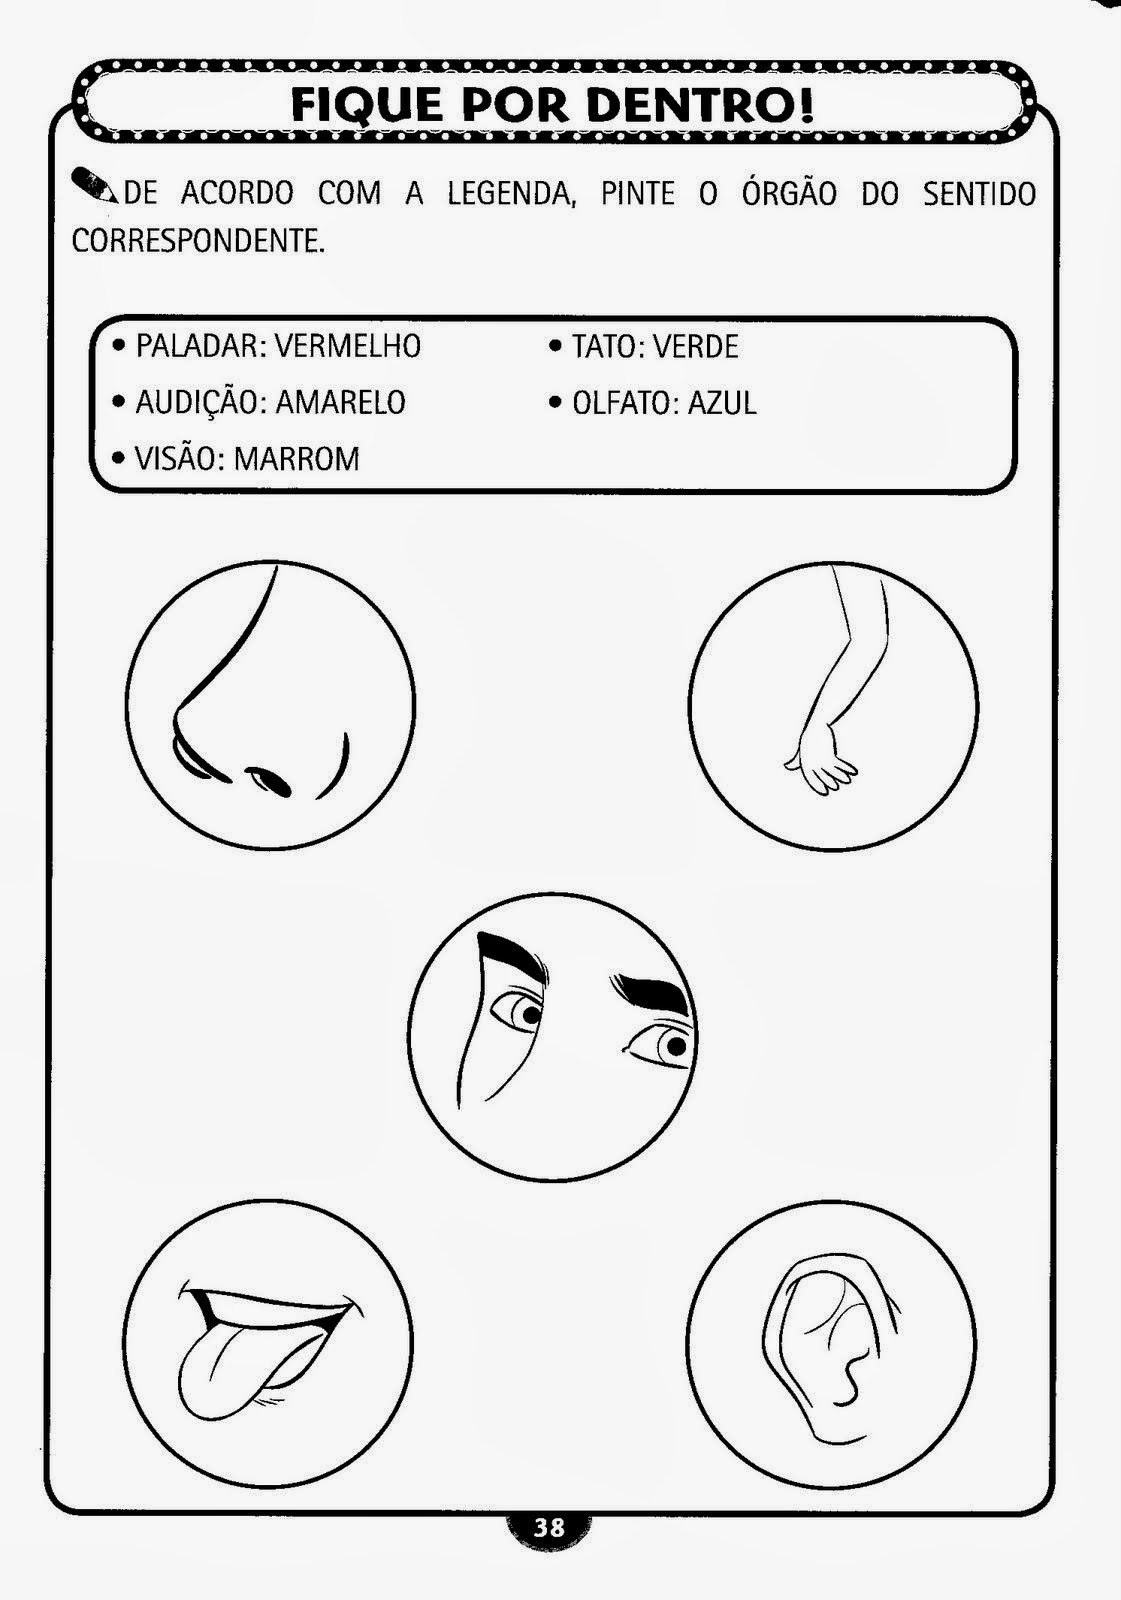 FIQUE POR DENTRO!
DE ACORDO COM A LEGENDA, PINTE O ÓRGÃO DO SENTIDO
CORRESPONDENTE.
• PALADAR: VERMELHO
• TATO: VERDE
• AUDIÇÃO: AMARELO
• OLFATO: AZUL
• VISÃO: MARROM
38